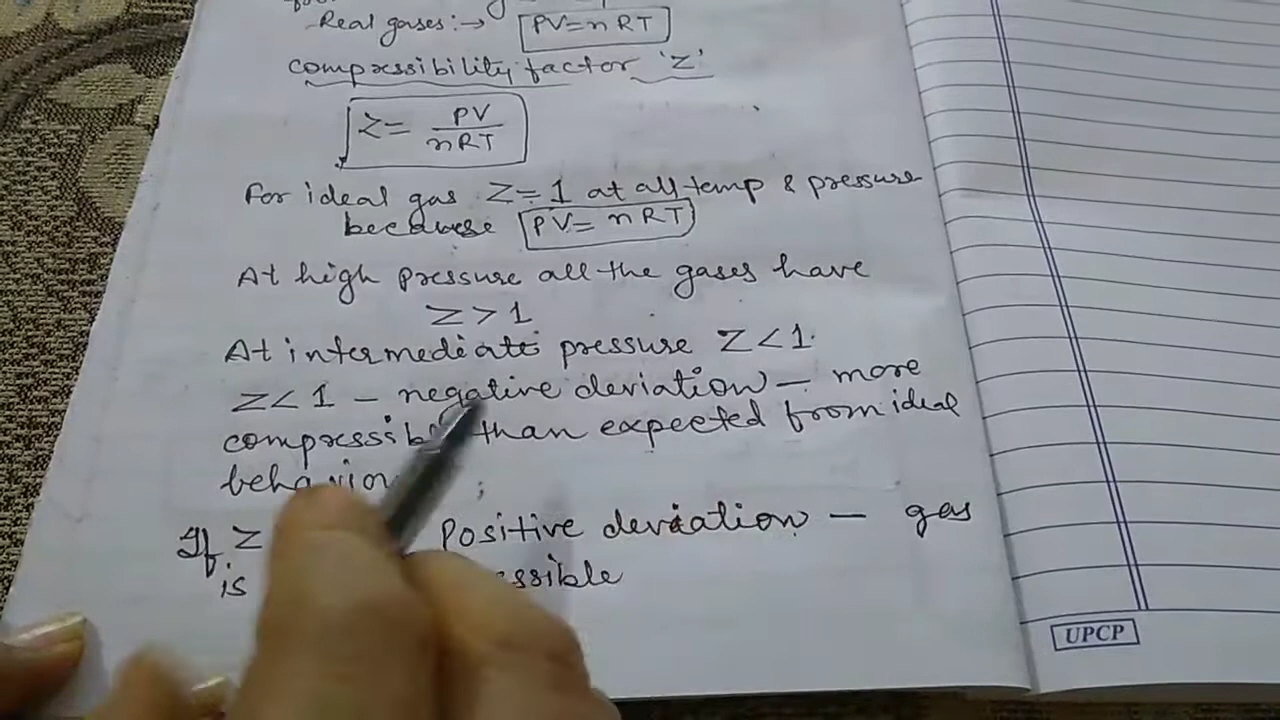 Real gases:→ PV=nRT
compressibility factor 'Z'
Z = PV/nRT
For ideal gas Z=1 at all temp & pressure
because PV= nRT
At high pressure all the gases have
Z > 1
At intermediate pressure Z < 1.
Z < 1 - negative deviation - more
than expected from ideal
If Z Positive deviation - gas
is
UPCP